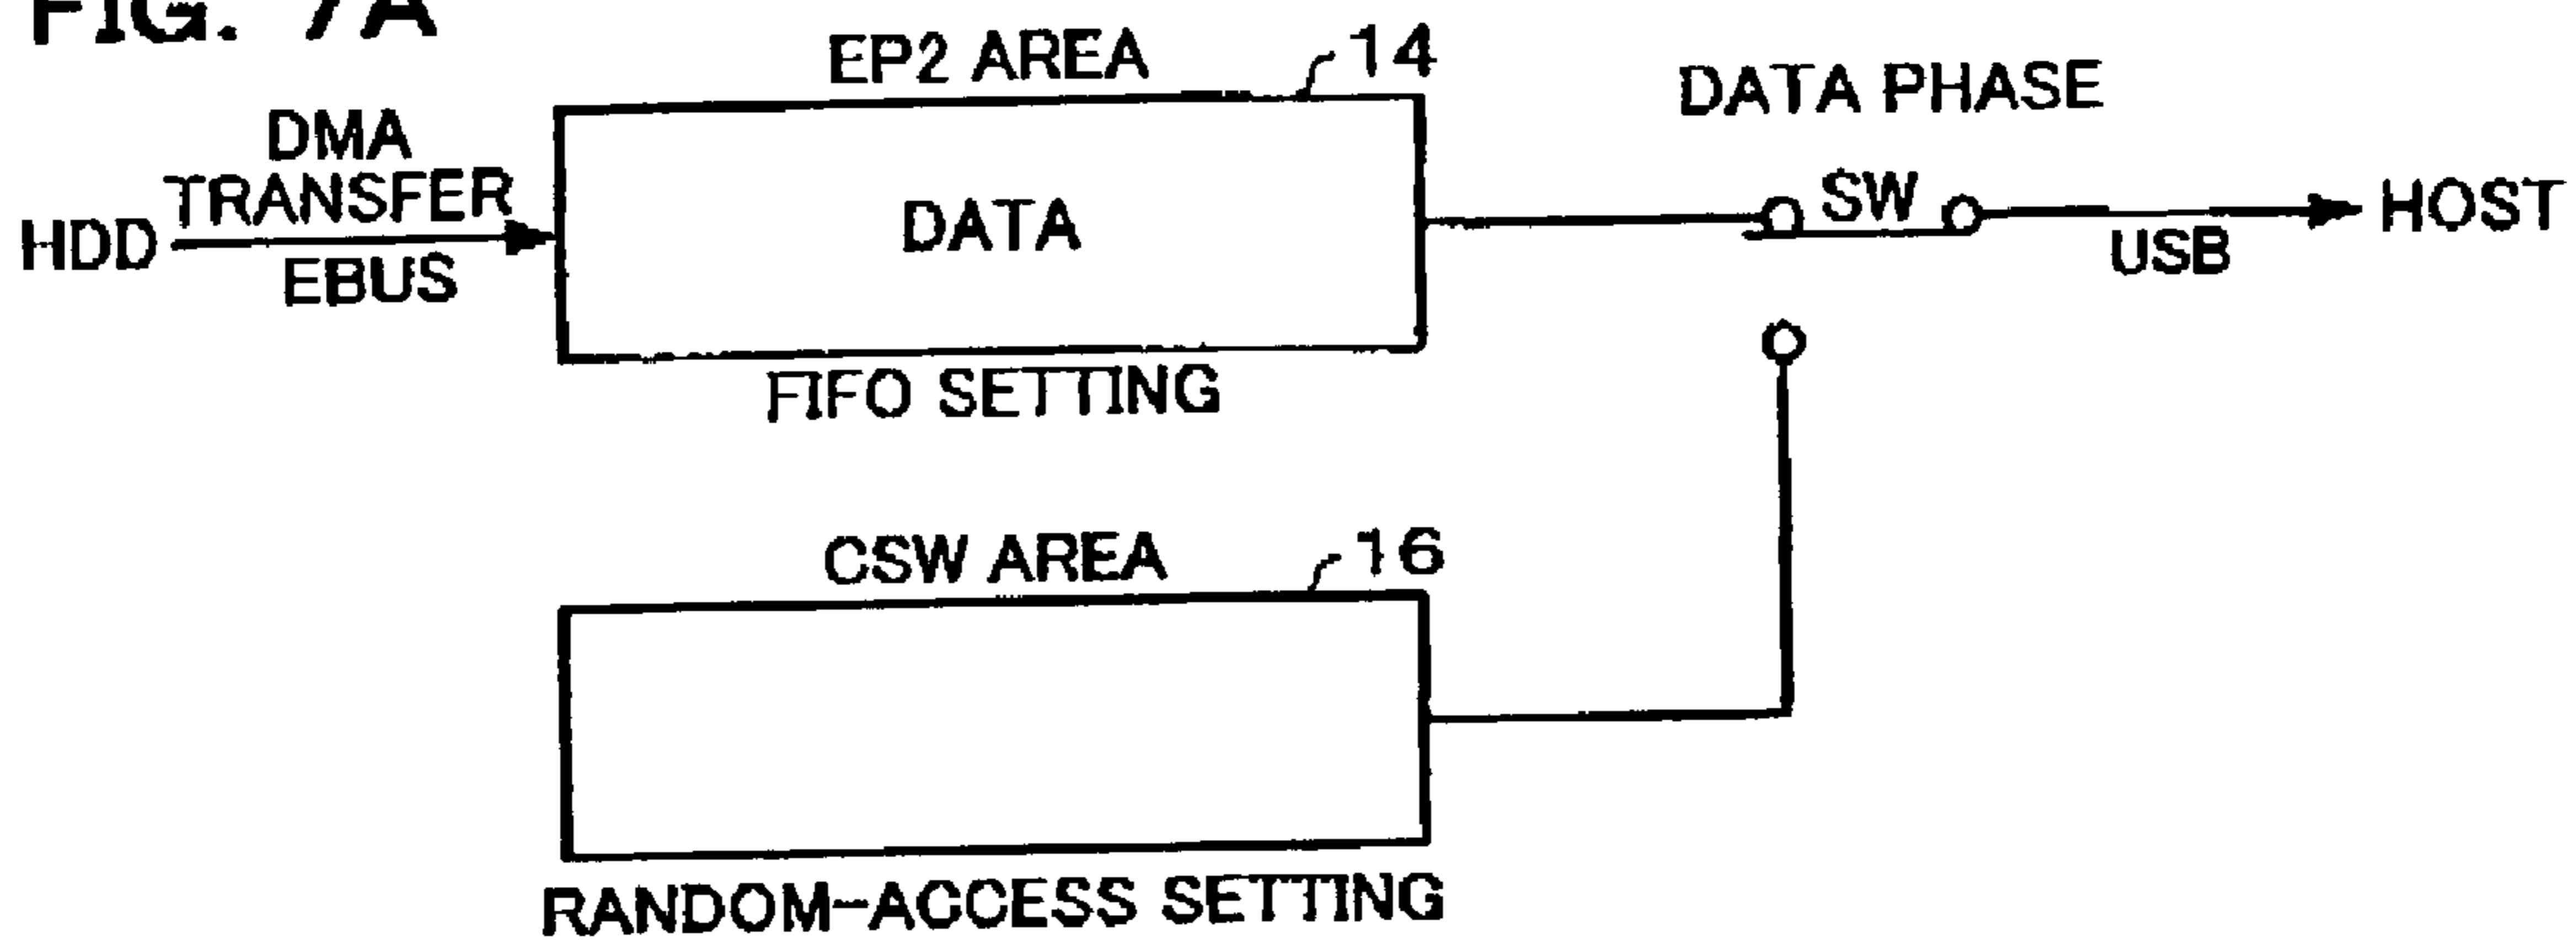 FIG. 7A
EP2 AREA
14
DATA PHASE
DMA
TRANSFER
HDD
EBUS
DATA
SW
USB
HOST
FIFO SETTING
CSW AREA
16
RANDOM-ACCESS SETTING